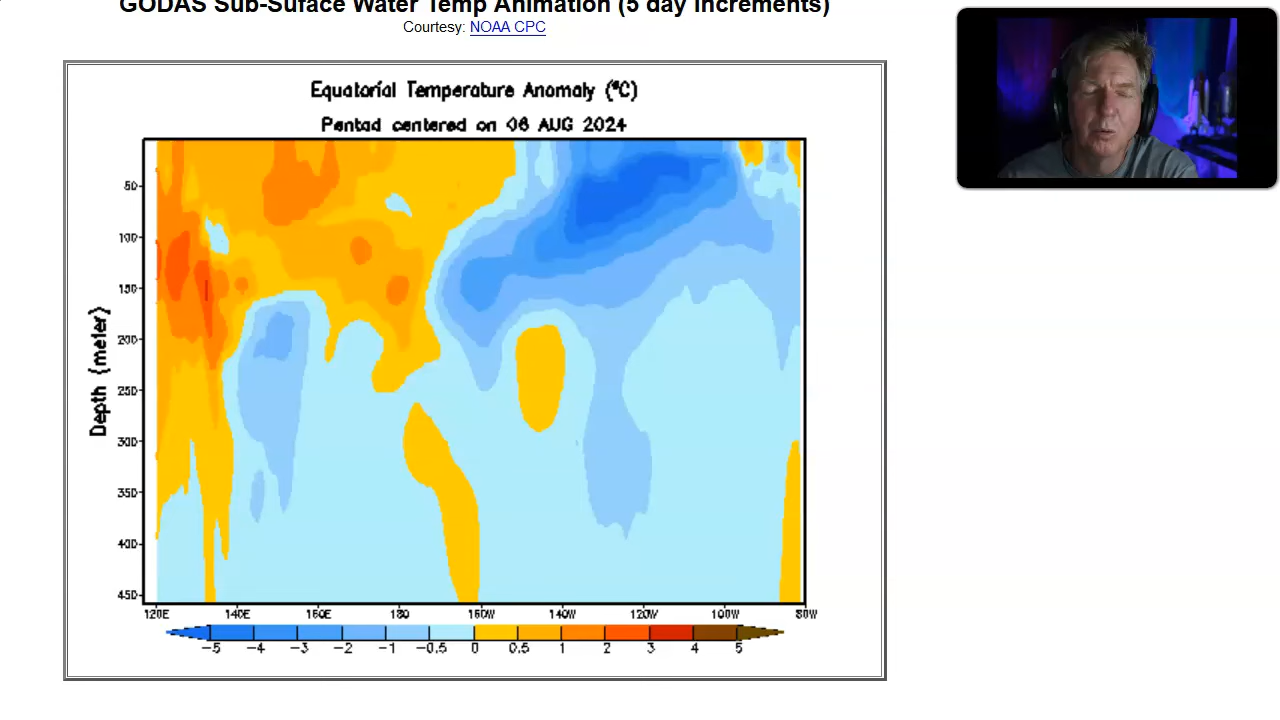 GODAS Sub-Suface Water Temp Animation (5 day increments)
Courtesy: NOAA CPC
Equatorial Temperature Anomaly (°C)
Pentad centered on 06 AUG 2024
Depth (meter)
50
100
150
200
250
300
350
400
450
120E 140E 160E 180 160W 140W 120W 100W 80W
-5 -4 -3 -2 -1 -0.5 0 0.5 1 2 3 4 5